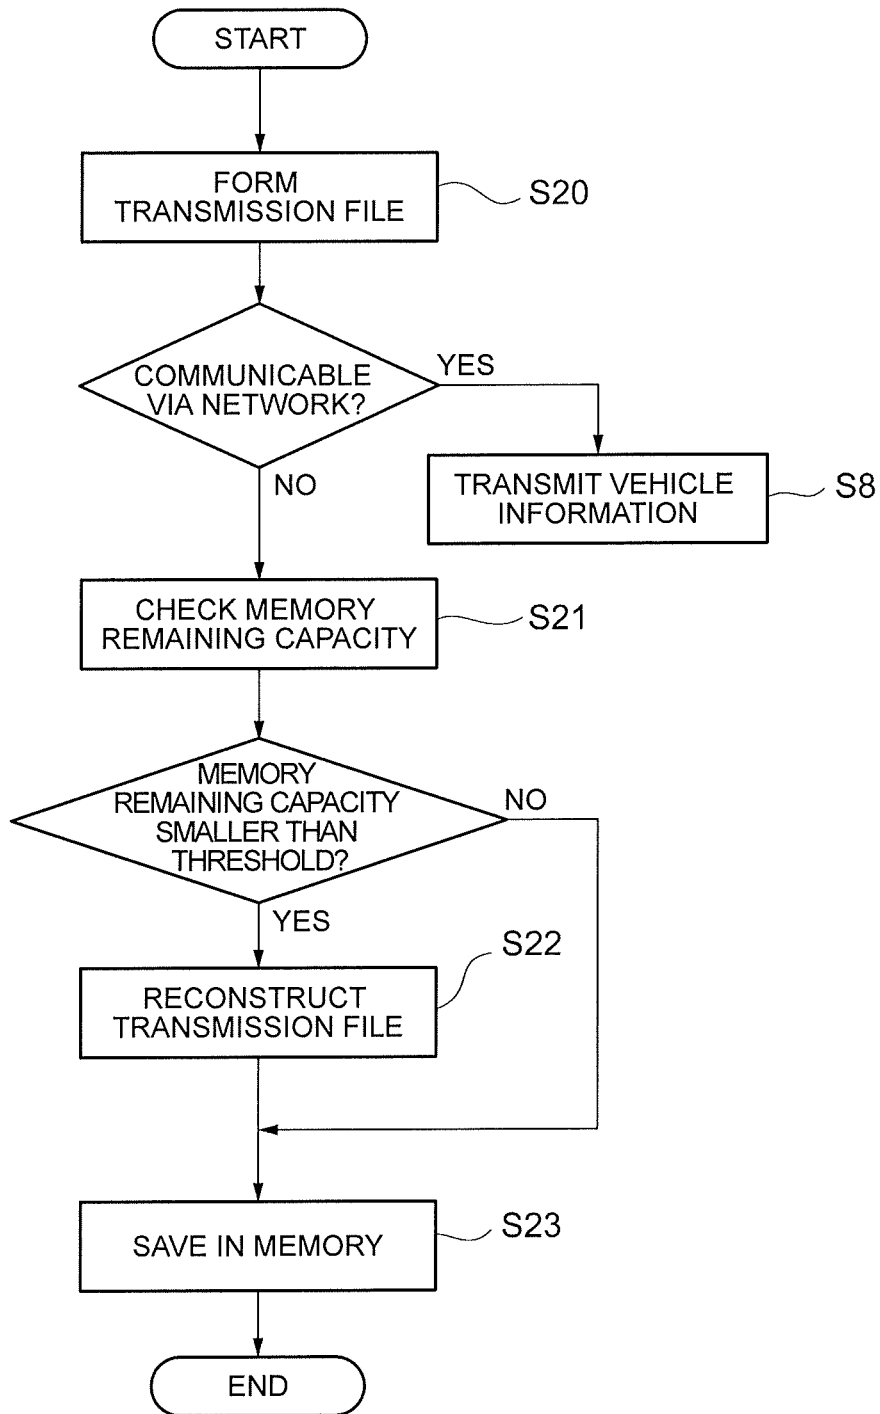 START
FORM
TRANSMISSION FILE
S20
COMMUNICABLE
VIA NETWORK?
YES
NO
TRANSMIT VEHICLE
INFORMATION
S8
CHECK MEMORY
REMAINING CAPACITY
S21
MEMORY
REMAINING CAPACITY
SMALLER THAN
THRESHOLD?
NO
YES
RECONSTRUCT
TRANSMISSION FILE
S22
SAVE IN MEMORY
S23
END